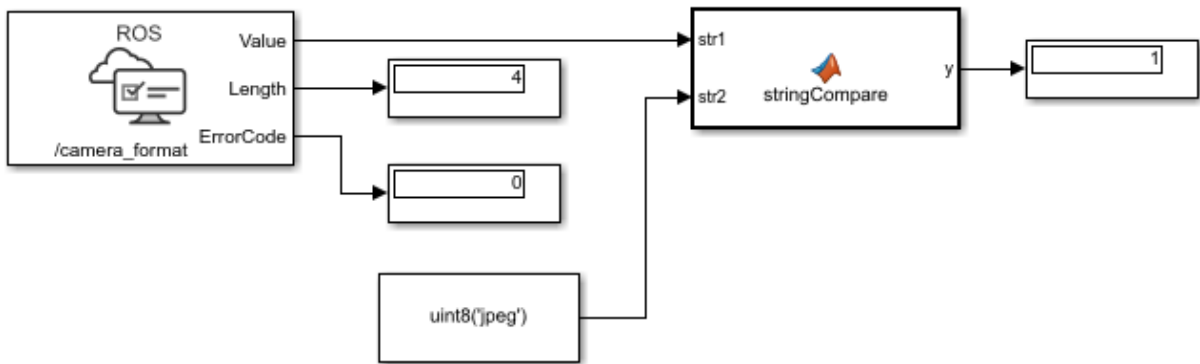 ROS
Value
Length
ErrorCode
/camera_format
4
0
uint8('jpeg')
str1
str2
stringCompare
y
1